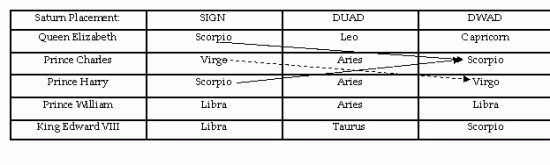 Saturn Placement: SIGN DUAD DWAD
Queen Elizabeth Scorpio Leo Capricorn
Prince Charles Virgo Aries Scorpio
Prince Harry Scorpio Aries Virgo
Prince William Libra Aries Libra
King Edward VIII Libra Taurus Scorpio